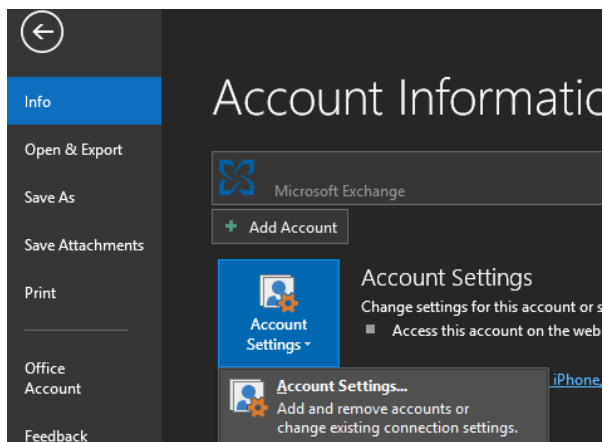 Info
Open & Export
Save As
Save Attachments
Print
Office
Account
Feedback
Account
Microsoft Exchange
Add Account
Account
Settings
Account Settings
Change settings for this account or
Access this account on the web
iPhone,
Account Settings...
Add and remove accounts or
change existing connection settings.